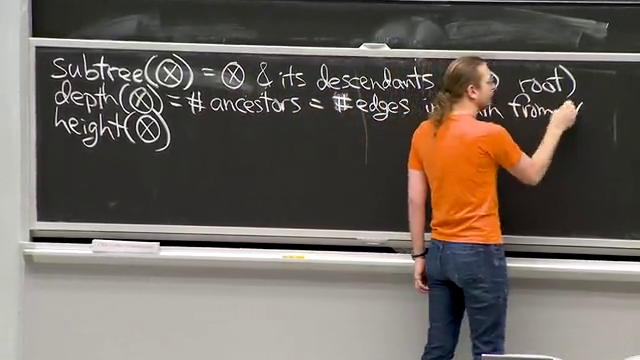 subtree(ⓧ) = ⓧ & its descendants root)
depth(ⓧ) = # ancestors = # edges in from
height(ⓧ)